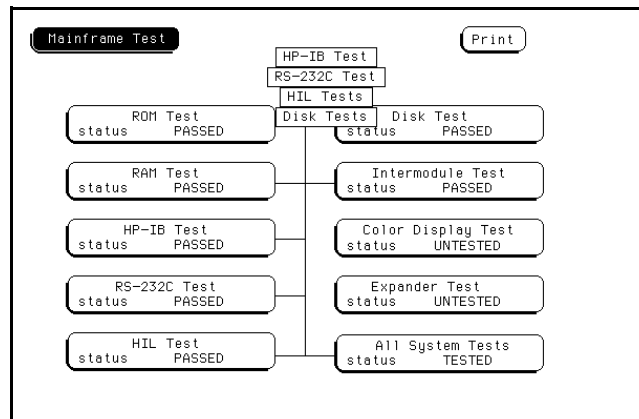 Mainframe Test
Print
HP-IB Test
RS-232C Test
HIL Tests
Disk Tests
ROM Test
status PASSED
Disk Test
status PASSED
RAM Test
status PASSED
Intermodule Test
status PASSED
HP-IB Test
status PASSED
Color Display Test
status UNTESTED
RS-232C Test
status PASSED
Expander Test
status UNTESTED
HIL Test
status PASSED
All System Tests
status TESTED